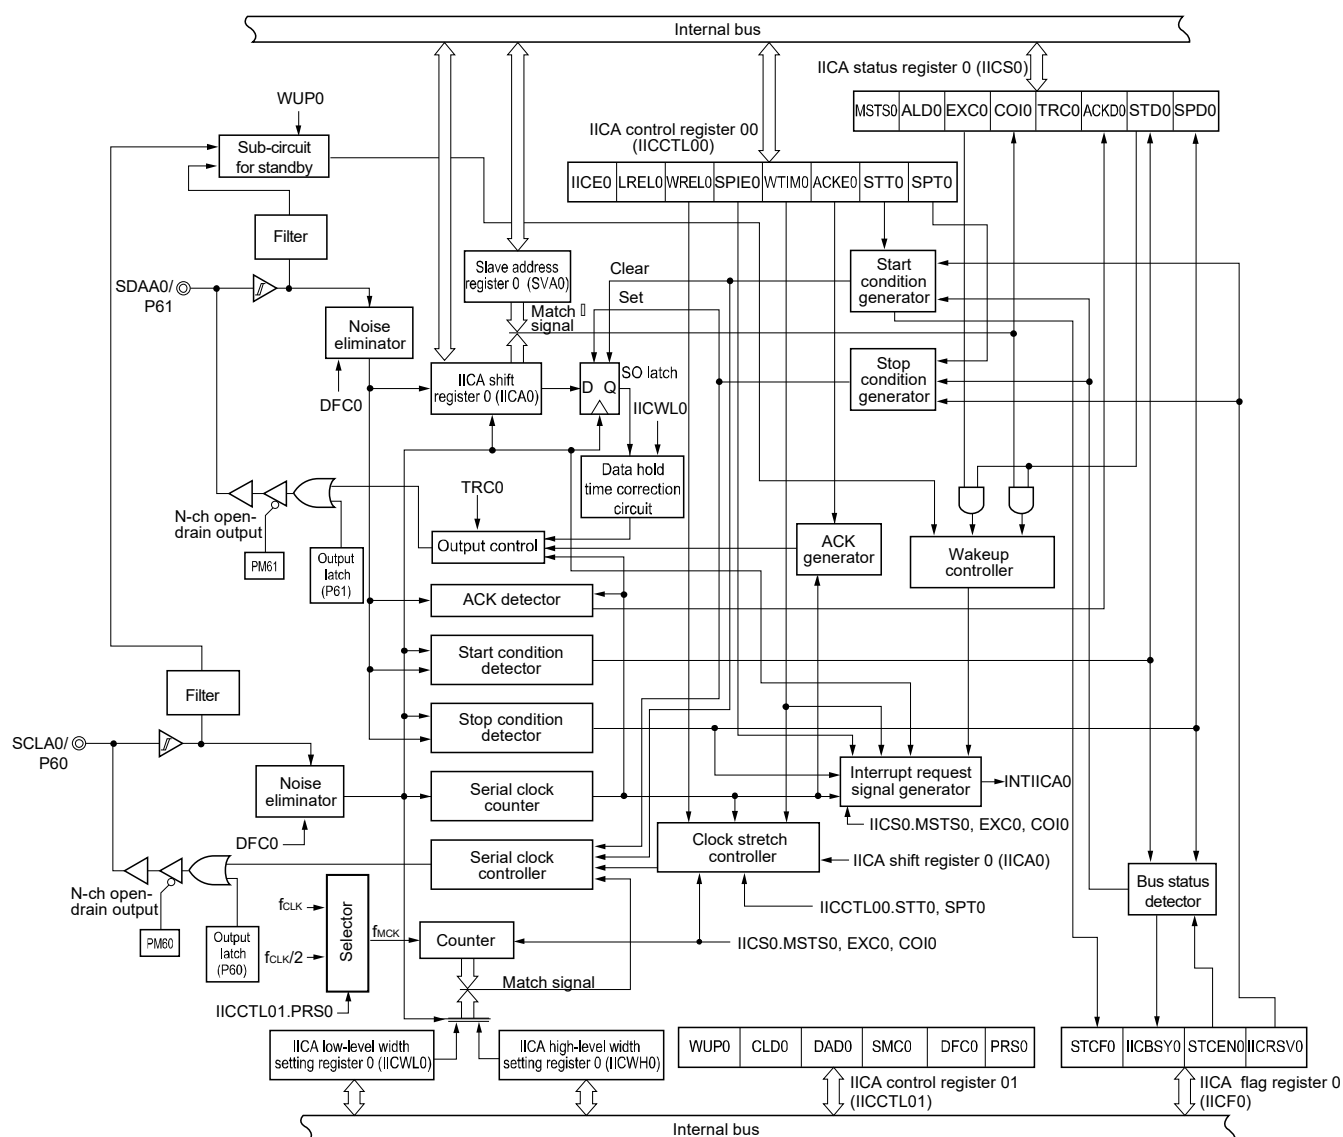 Internal bus
IICA status register 0 (IICS0)
MSTS0 ALD0 EXC0 COI0 TRC0 ACKD0 STD0 SPD0
WUP0
Sub-circuit
for standby
IICA control register 00
(IICCTL00)
IICE0 LREL0 WREL0 SPIE0 WTIM0 ACKE0 STT0 SPT0
Filter
Slave address
register 0 (SVA0)
Clear
Set
Start
condition
generator
SDAA0/
P61
Noise
eliminator
Match
signal
DFC0
IICA shift
register 0 (IICA0)
D Q
SO latch
IICWL0
Stop
condition
generator
Data hold
time correction
circuit
TRC0
N-ch open-
drain output
PM61
Output
latch
(P61)
Output control
ACK
generator
Wakeup
controller
ACK detector
Start condition
detector
Filter
Stop condition
detector
SCLA0/
P60
Noise
eliminator
DFC0
Serial clock
counter
Interrupt request
signal generator
INTIICA0
IICS0.MSTS0, EXC0, COI0
Clock stretch
controller
IICA shift register 0 (IICA0)
Serial clock
controller
N-ch open-
drain output
PM60
Output
latch
(P60)
fCLK
fCLK/2
Selector
fMCK
IICCTL01.PRS0
Counter
IICCTL00.STT0, SPT0
IICS0.MSTS0, EXC0, COI0
Bus status
detector
Match signal
IICA low-level width
setting register 0 (IICWL0)
IICA high-level width
setting register 0 (IICWH0)
WUP0 CLD0 DAD0 SMC0 DFC0 PRS0
IICA control register 01
(IICCTL01)
STCF0 IICBSY0 STCEN0 IICRSV0
IICA flag register 0
(IICF0)
Internal bus